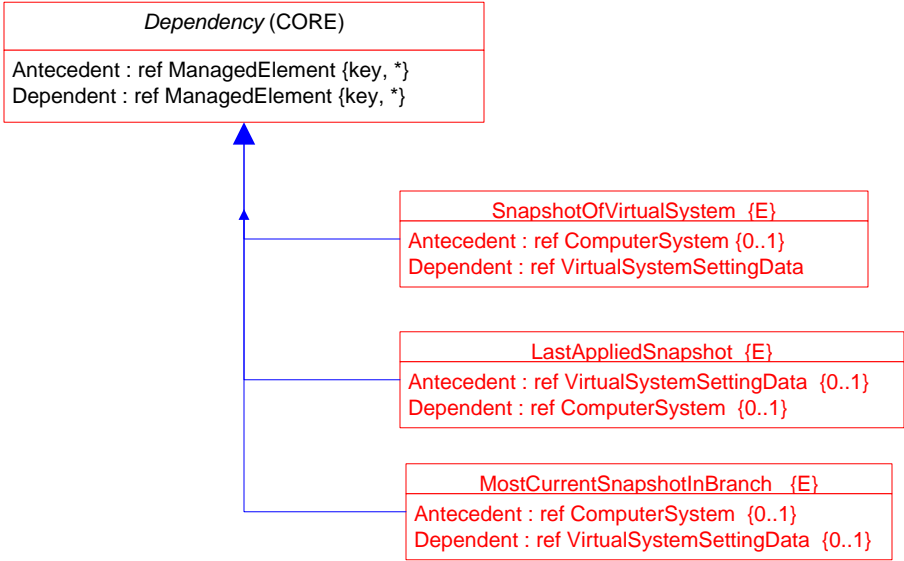 Dependency (CORE)
Antecedent : ref ManagedElement {key, *}
Dependent : ref ManagedElement {key, *}
SnapshotOfVirtualSystem {E}
Antecedent : ref ComputerSystem {0..1}
Dependent : ref VirtualSystemSettingData
LastAppliedSnapshot {E}
Antecedent : ref VirtualSystemSettingData {0..1}
Dependent : ref ComputerSystem {0..1}
MostCurrentSnapshotInBranch {E}
Antecedent : ref ComputerSystem {0..1}
Dependent : ref VirtualSystemSettingData {0..1}